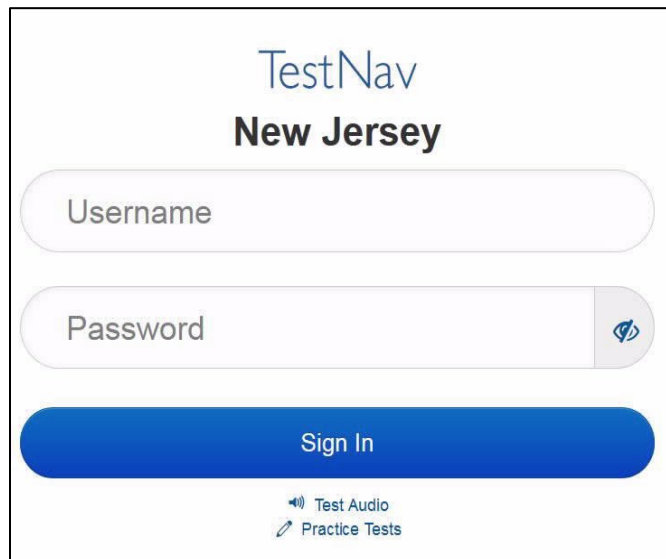 TestNav
New Jersey
Username
Password
Sign In
Test Audio
Practice Tests